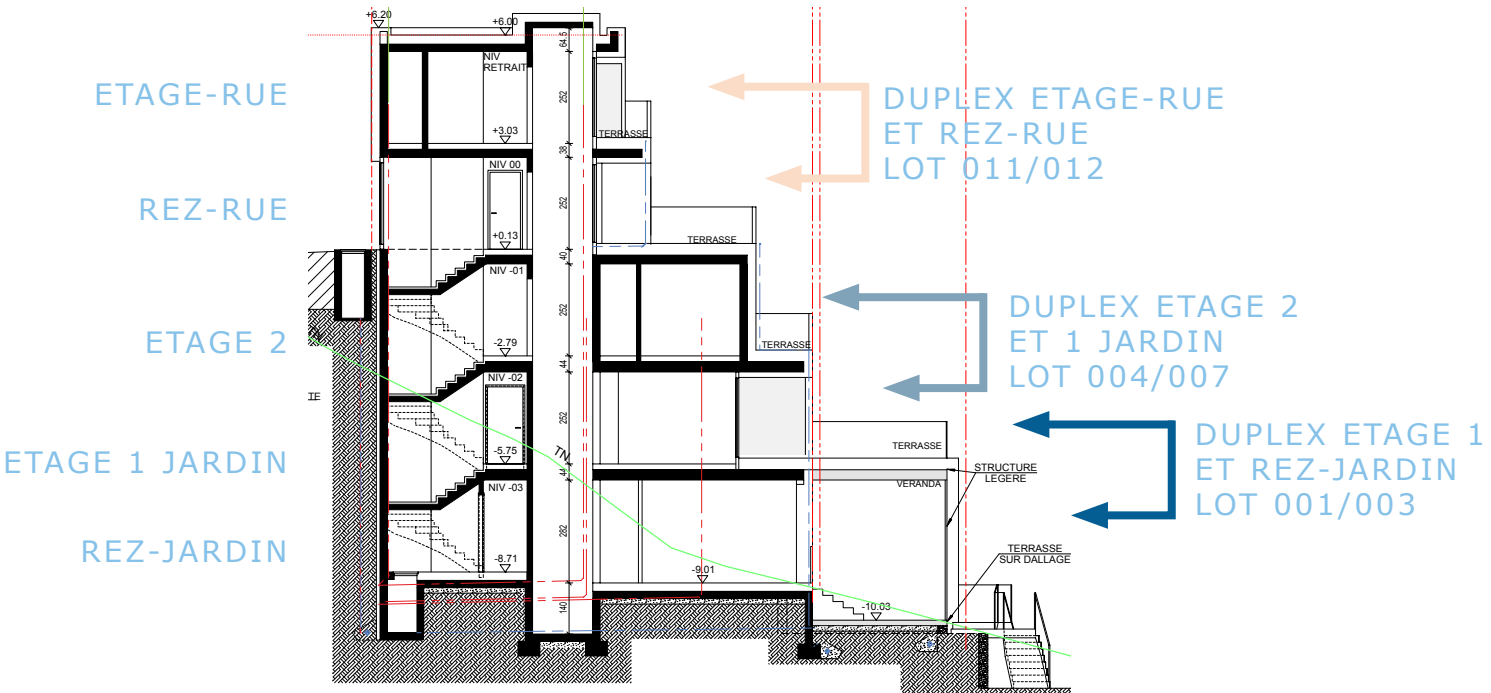 +6.20
+6.00
64.5
NIV
RETRAIT
ETAGE-RUE
252
DUPLEX ETAGE-RUE
ET REZ-RUE
LOT 011/012
+3.03
TERRASSE
38
NIV 00
REZ-RUE
252
+0.13
TERRASSE
40
NIV -01
252
DUPLEX ETAGE 2
ET 1 JARDIN
LOT 004/007
ETAGE 2
-2.79
TERRASSE
44
NIV -02
252
DUPLEX ETAGE 1
ET REZ-JARDIN
LOT 001/003
TERRASSE
-5.75
TN
ETAGE 1 JARDIN
44
STRUCTURE
LEGERE
VERANDA
NIV -03
282
REZ-JARDIN
TERRASSE
SUR DALLAGE
-8.71
-9.01
140
-10.03